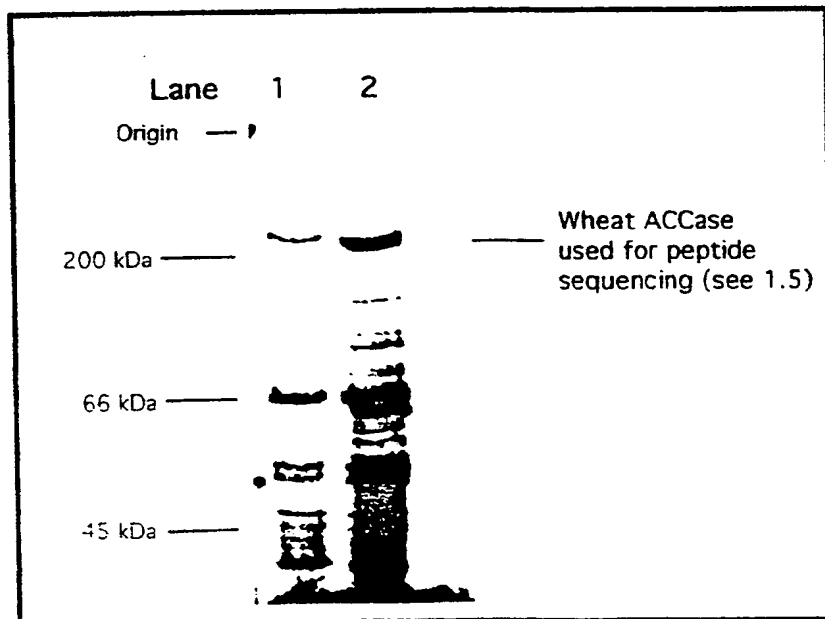 Lane 1 2
Origin
Wheat ACCase
used for peptide
sequencing (see 1.5)
200 kDa
66 kDa
45 kDa